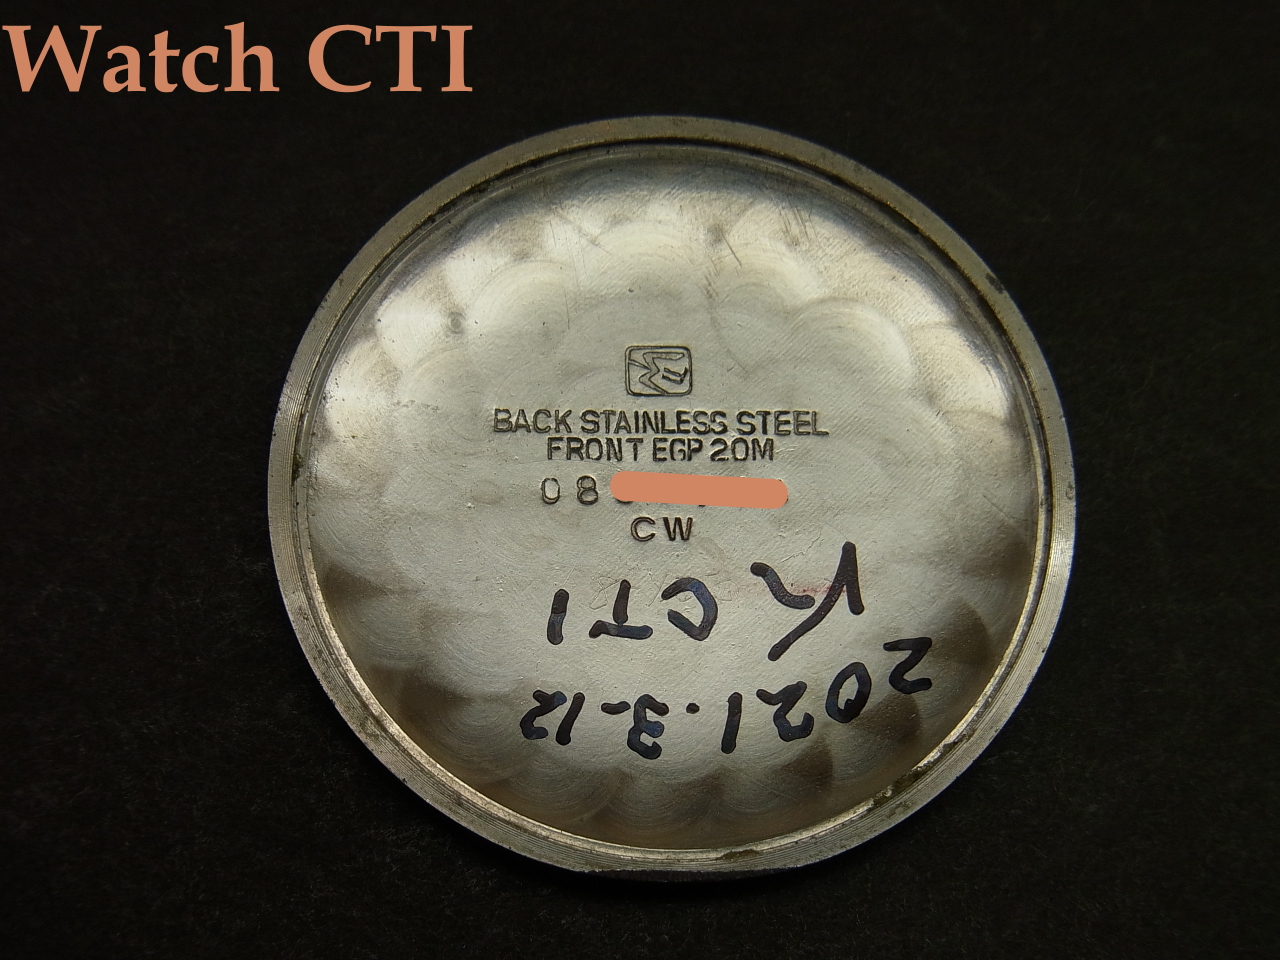 Watch CTI
BACK STAINLESS STEEL
FRONT EGP 20M
08
CW
K CTI
2021.3-12